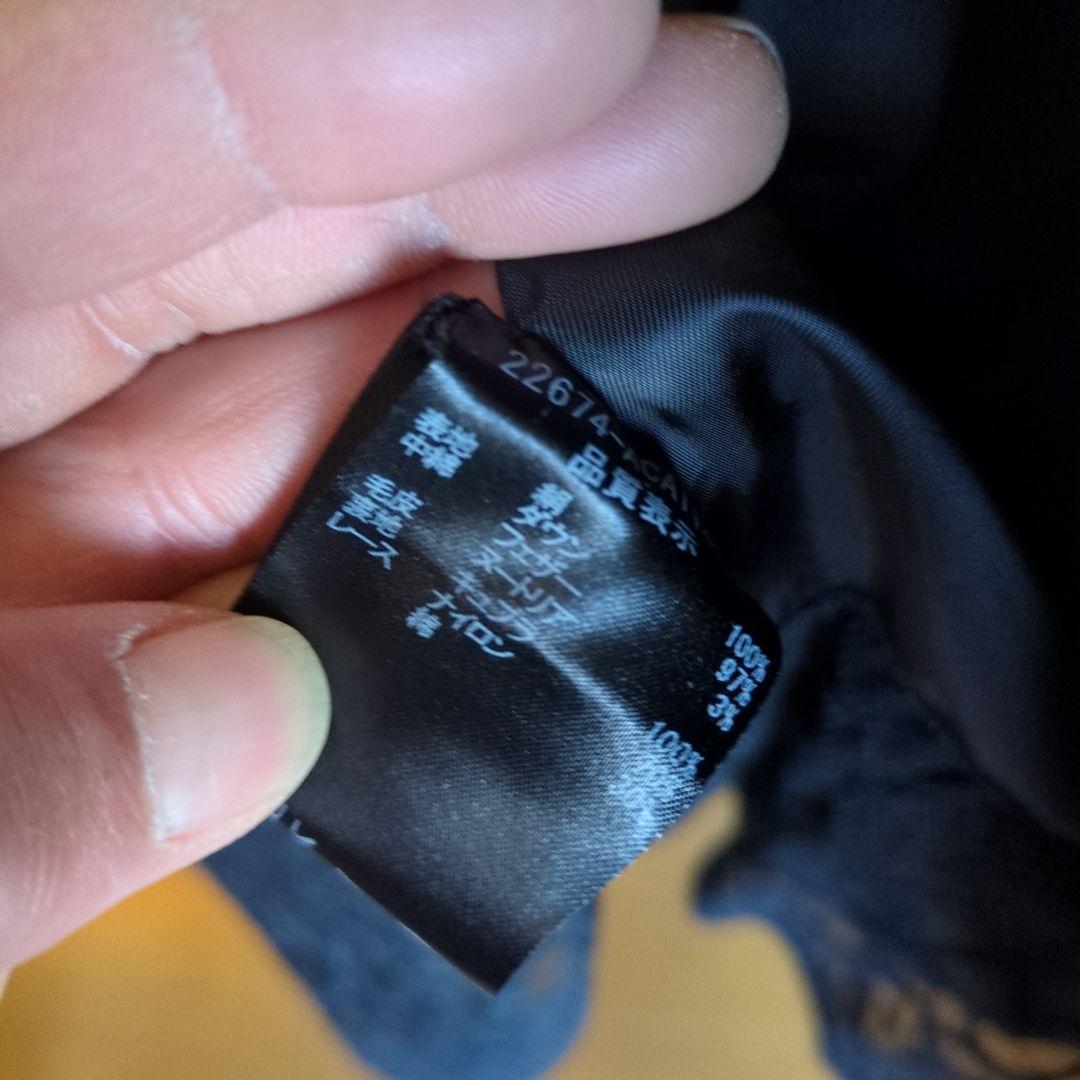 22674-ACA
品質表示
表地 絹 100%
中綿 ダウン 97%
フェザー 3%
毛皮 ヌートリア
裏地 キュプラ 100%
レース ナイロン
綿